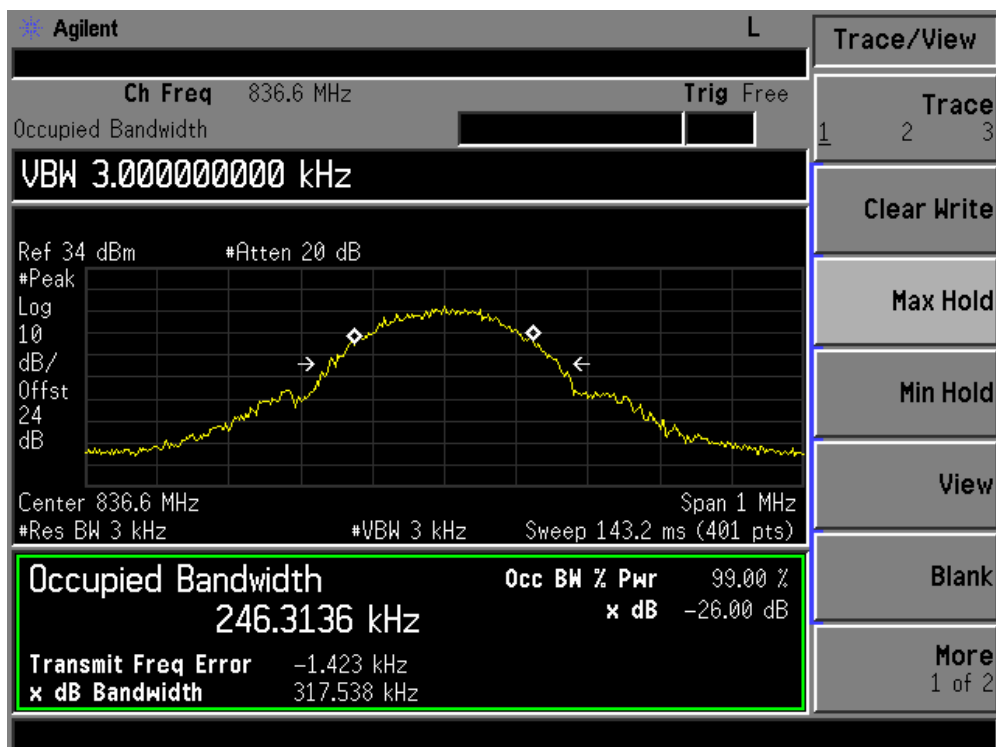 Agilent L
Trace/View
Ch Freq 836.6 MHz Trig Free
Occupied Bandwidth
VBW 3.000000000 kHz
Ref 34 dBm #Atten 20 dB
#Peak
Log
10
dB/
Offst
24
dB
Center 836.6 MHz Span 1 MHz
#Res BW 3 kHz #VBW 3 kHz Sweep 143.2 ms (401 pts)
Occupied Bandwidth
246.3136 kHz
Occ BW % Pwr 99.00 %
x dB -26.00 dB
Transmit Freq Error -1.423 kHz
x dB Bandwidth 317.538 kHz
Trace
1 2 3
Clear Write
Max Hold
Min Hold
View
Blank
More
1 of 2